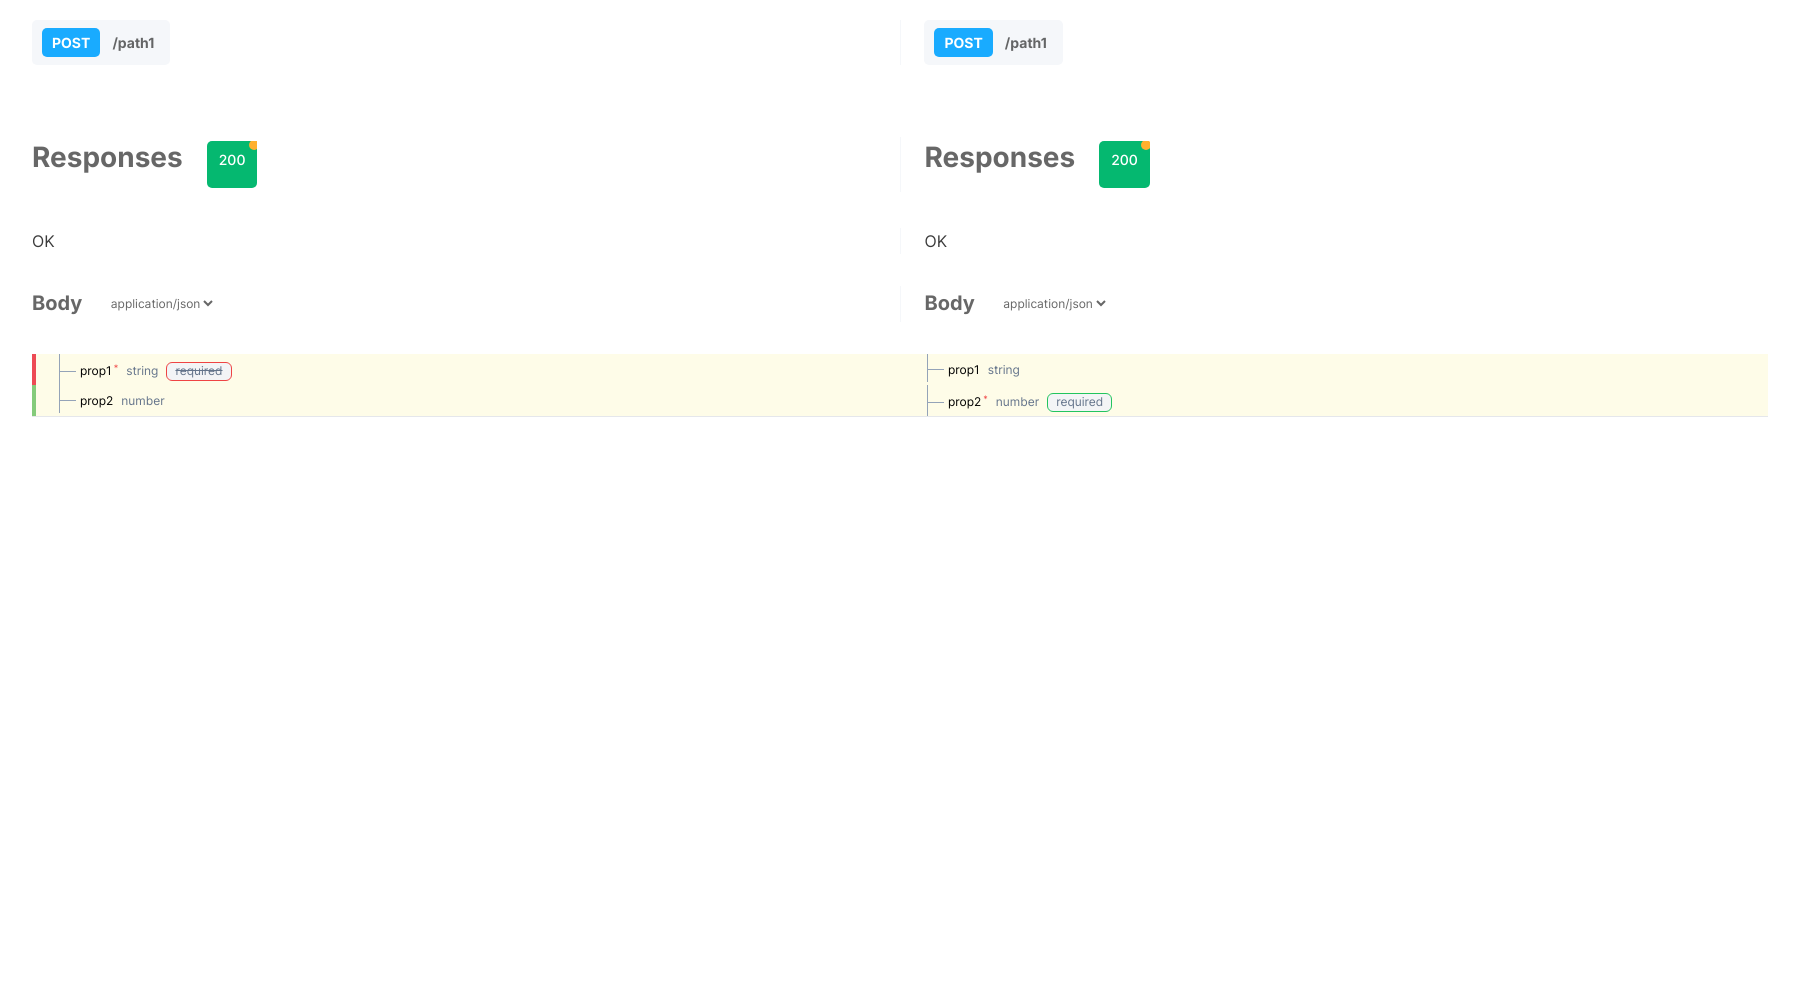 POST /path1 POST /path1
Responses 200 Responses 200
OK OK
Body application/json Body application/json
prop1* string required prop1 string
prop2 number prop2* number required